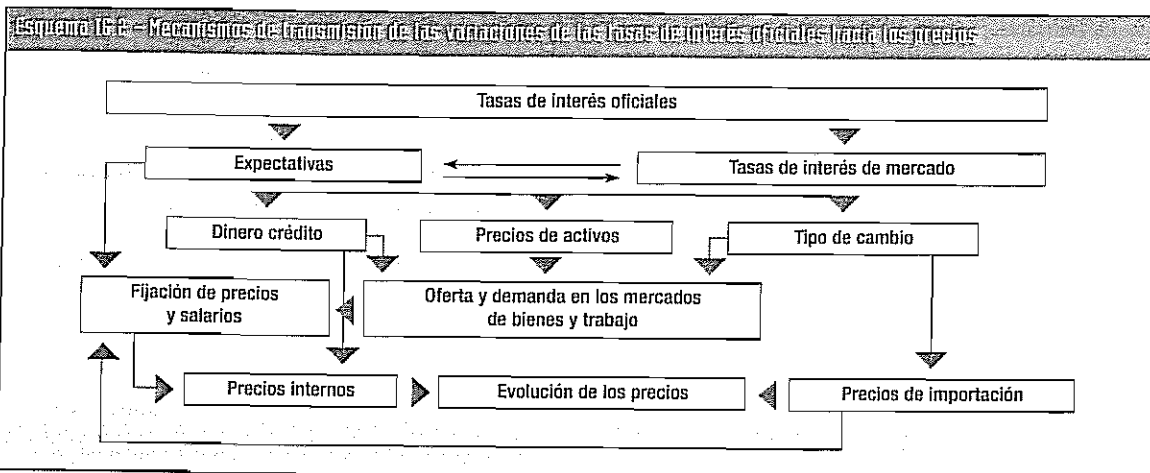 Esquema 16.2 – Mecanismos de transmisión de las variaciones de las tasas de interés oficiales hacia los precios
Tasas de interés oficiales
Expectativas
Tasas de interés de mercado
Dinero crédito
Precios de activos
Tipo de cambio
Fijación de precios
y salarios
Oferta y demanda en los mercados
de bienes y trabajo
Precios internos
Evolución de los precios
Precios de importación